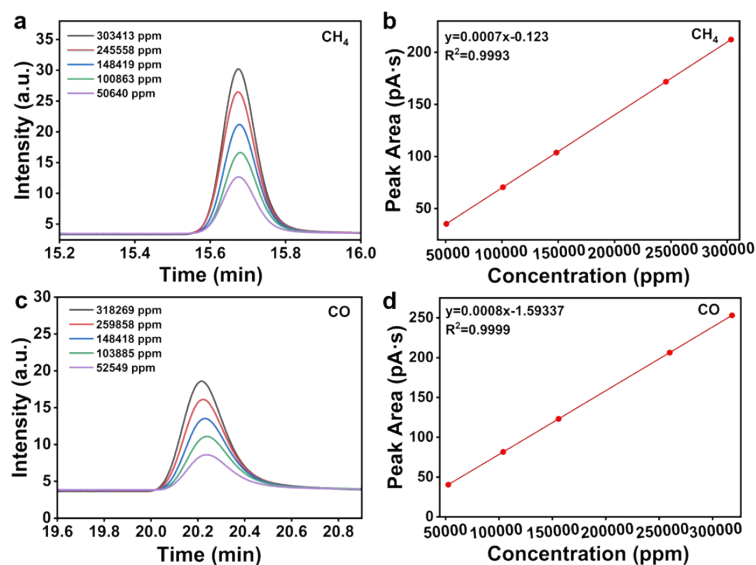 a
303413 ppm
245558 ppm
148419 ppm
100863 ppm
50640 ppm
CH4
Intensity (a.u.)
35
30
25
20
15
10
5
15.2 15.4 15.6 15.8 16.0
Time (min)
b
y=0.0007x-0.123
R²=0.9993
CH4
Peak Area (pA·s)
200
150
100
50
50000 100000 150000 200000 250000 300000
Concentration (ppm)
c
318269 ppm
259858 ppm
148418 ppm
103885 ppm
52549 ppm
CO
Intensity (a.u.)
30
25
20
15
10
5
0
19.6 19.8 20.0 20.2 20.4 20.6 20.8
Time (min)
d
y=0.0008x-1.59337
R²=0.9999
CO
Peak Area (pA·s)
250
200
150
100
50
0
50000 100000 150000 200000 250000 300000
Concentration (ppm)